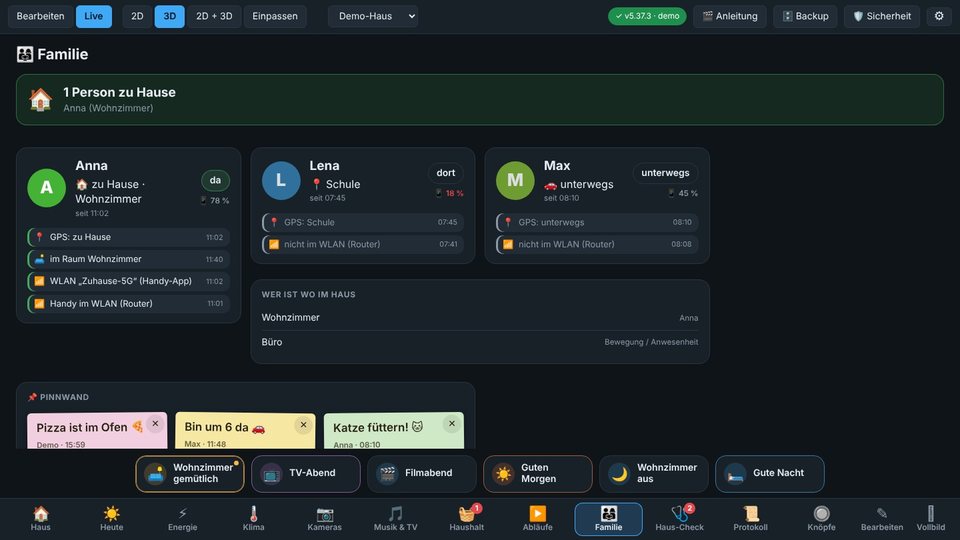 Bearbeiten Live 2D 3D 2D + 3D Einpassen Demo-Haus ✓ v5.37.3 · demo Anleitung Backup Sicherheit
Familie
1 Person zu Hause
Anna (Wohnzimmer)
A
Anna
zu Hause ·
Wohnzimmer
seit 11:02
da
78 %
GPS: zu Hause 11:02
im Raum Wohnzimmer 11:40
WLAN „Zuhause-5G“ (Handy-App) 11:02
Handy im WLAN (Router) 11:01
L
Lena
Schule
seit 07:45
dort
18 %
GPS: Schule 07:45
nicht im WLAN (Router) 07:41
M
Max
unterwegs
seit 08:10
unterwegs
45 %
GPS: unterwegs 08:10
nicht im WLAN (Router) 08:08
WER IST WO IM HAUS
Wohnzimmer Anna
Büro Bewegung / Anwesenheit
PINNWAND
Pizza ist im Ofen ✕
Demo · 15:59
Bin um 6 da ✕
Max · 11:48
Katze füttern! ✕
Anna · 08:10
Wohnzimmer
gemütlich
TV-Abend
Filmabend
Guten
Morgen
Wohnzimmer
aus
Gute Nacht
1 2
Haus Heute Energie Klima Kameras Musik & TV Haushalt Abläufe Familie Haus-Check Protokoll Knöpfe Bearbeiten Vollbild